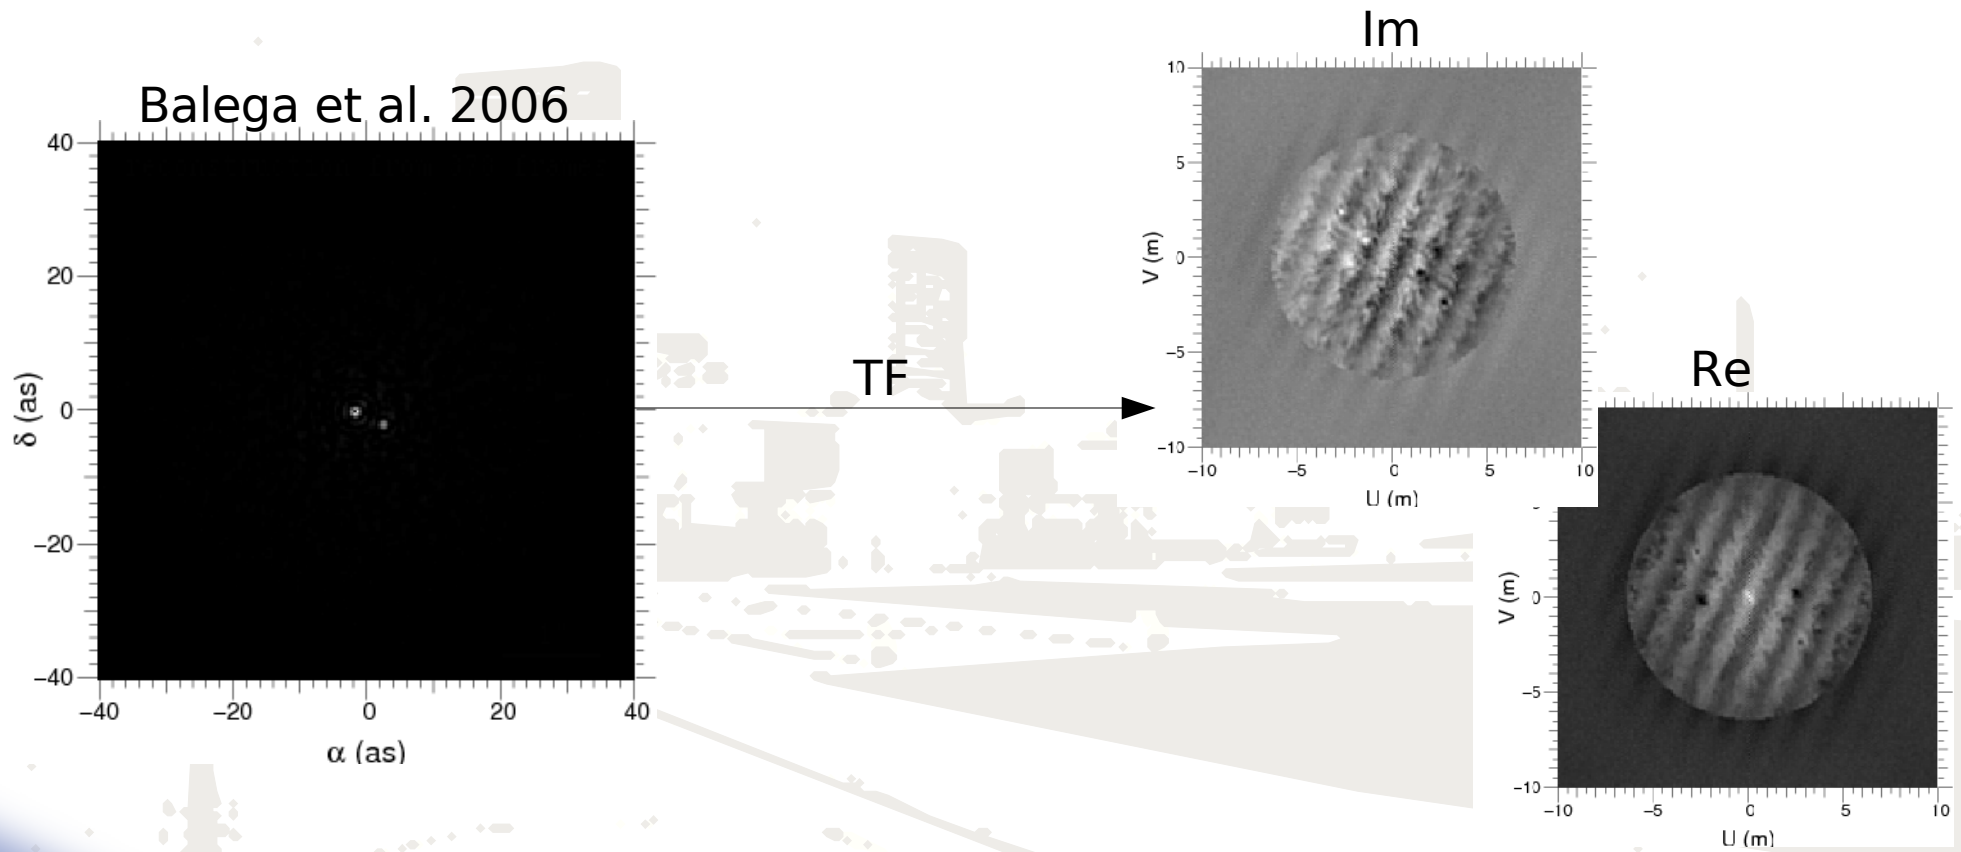 Balega et al. 2006
40
20
0
−20
−40
δ (as)
−40 −20 0 20 40
α (as)
TF
Im
10
5
0
−5
−10
V (m)
−10 −5 0 5 10
U (m)
Re
V (m)
0
−5
−10
−10 −5 0 5 10
U (m)